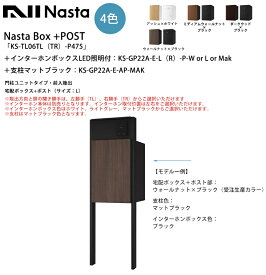 Nasta
4色
アッシュホワイト
ミディアムウォールナット×ブラック
ダークウッド×ブラック
ウォールナット×ブラック
Nasta Box +POST
「KS-TL06TL（TR）-P475」
＋インターホンボックスLED照明付：KS-GP22A-E-L（R）-P-W or L or Mak
＋支柱マットブラック：KS-GP22A-E-AP-MAK
門柱ユニットタイプ・前入前出
宅配ボックス+ポスト（サイズ：L）
【モデル一例】
宅配ボックス＋ポスト部：
ウォールナット×ブラック（受注生産カラー）
支柱色：
マットブラック
インターホンボックス色：
ブラック